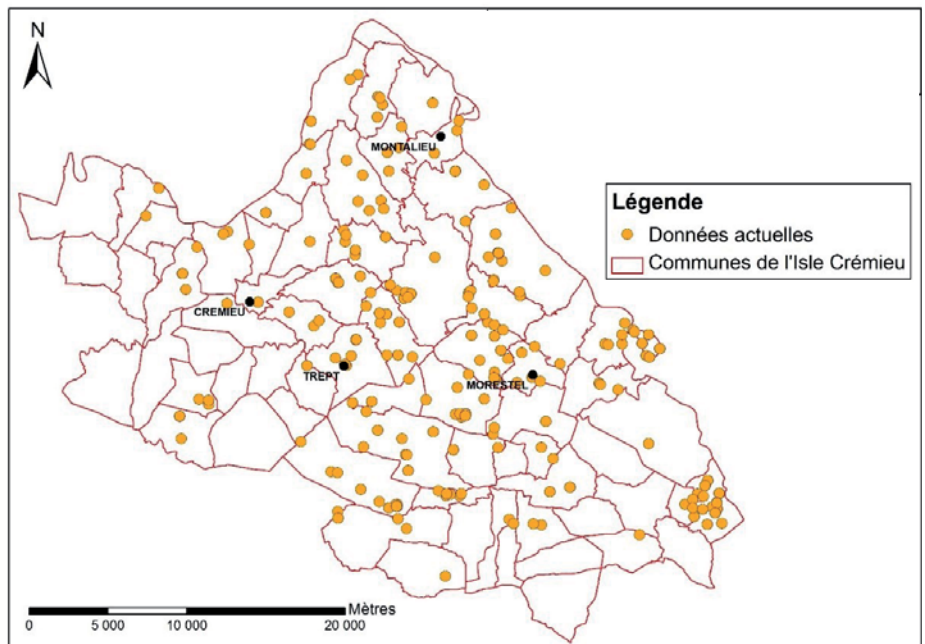 N
MONTALIEU
Légende
Données actuelles
Communes de l'Isle Crémieu
CREMIEU
TREPT
MORESTEL
Mètres
0 5 000 10 000 20 000